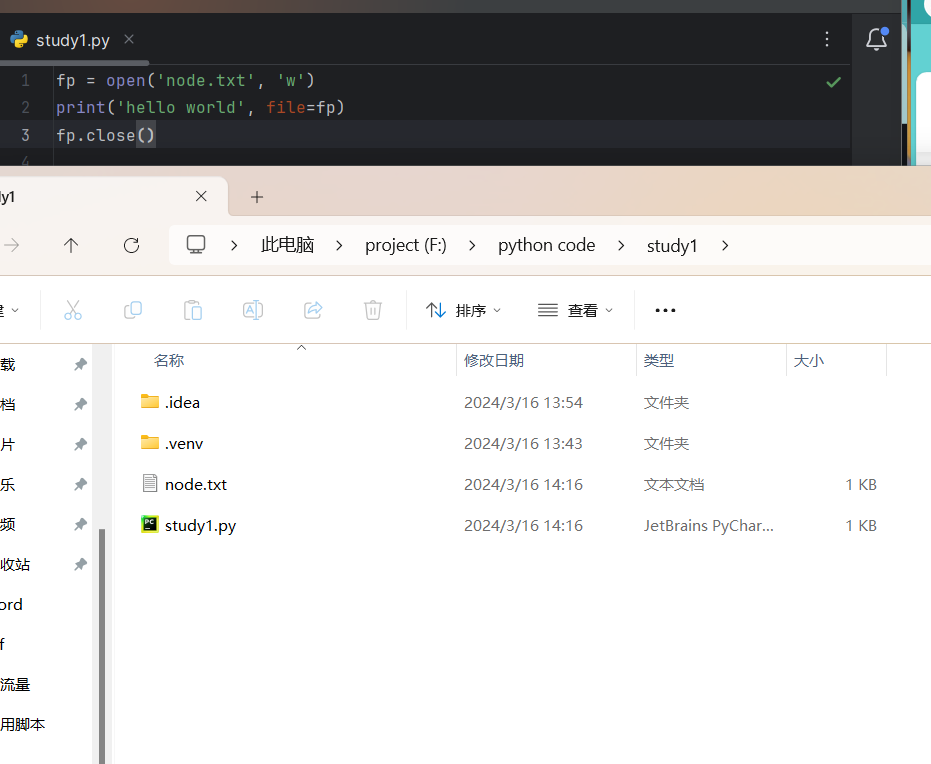 study1.py
1 fp = open('node.txt', 'w')
2 print('hello world', file=fp)
3 fp.close()
4
y1
此电脑 > project (F:) > python code > study1 >
排序 查看
名称 修改日期 类型 大小
载
.idea 2024/3/16 13:54 文件夹
档
.venv 2024/3/16 13:43 文件夹
片
node.txt 2024/3/16 14:16 文本文档 1 KB
乐
study1.py 2024/3/16 14:16 JetBrains PyChar... 1 KB
频
收站
ord
f
流量
用脚本